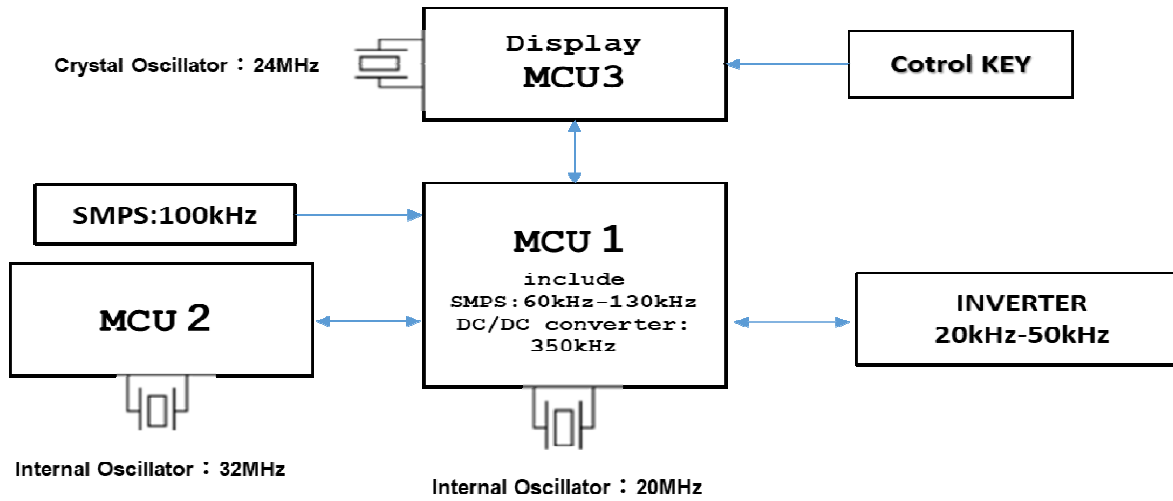 Display
MCU3
Crystal Oscillator : 24MHz
Cotrol KEY
SMPS:100kHz
MCU 1
include
SMPS:60kHz-130kHz
DC/DC converter:
350kHz
MCU 2
INVERTER
20kHz-50kHz
Internal Oscillator : 32MHz
Internal Oscillator : 20MHz